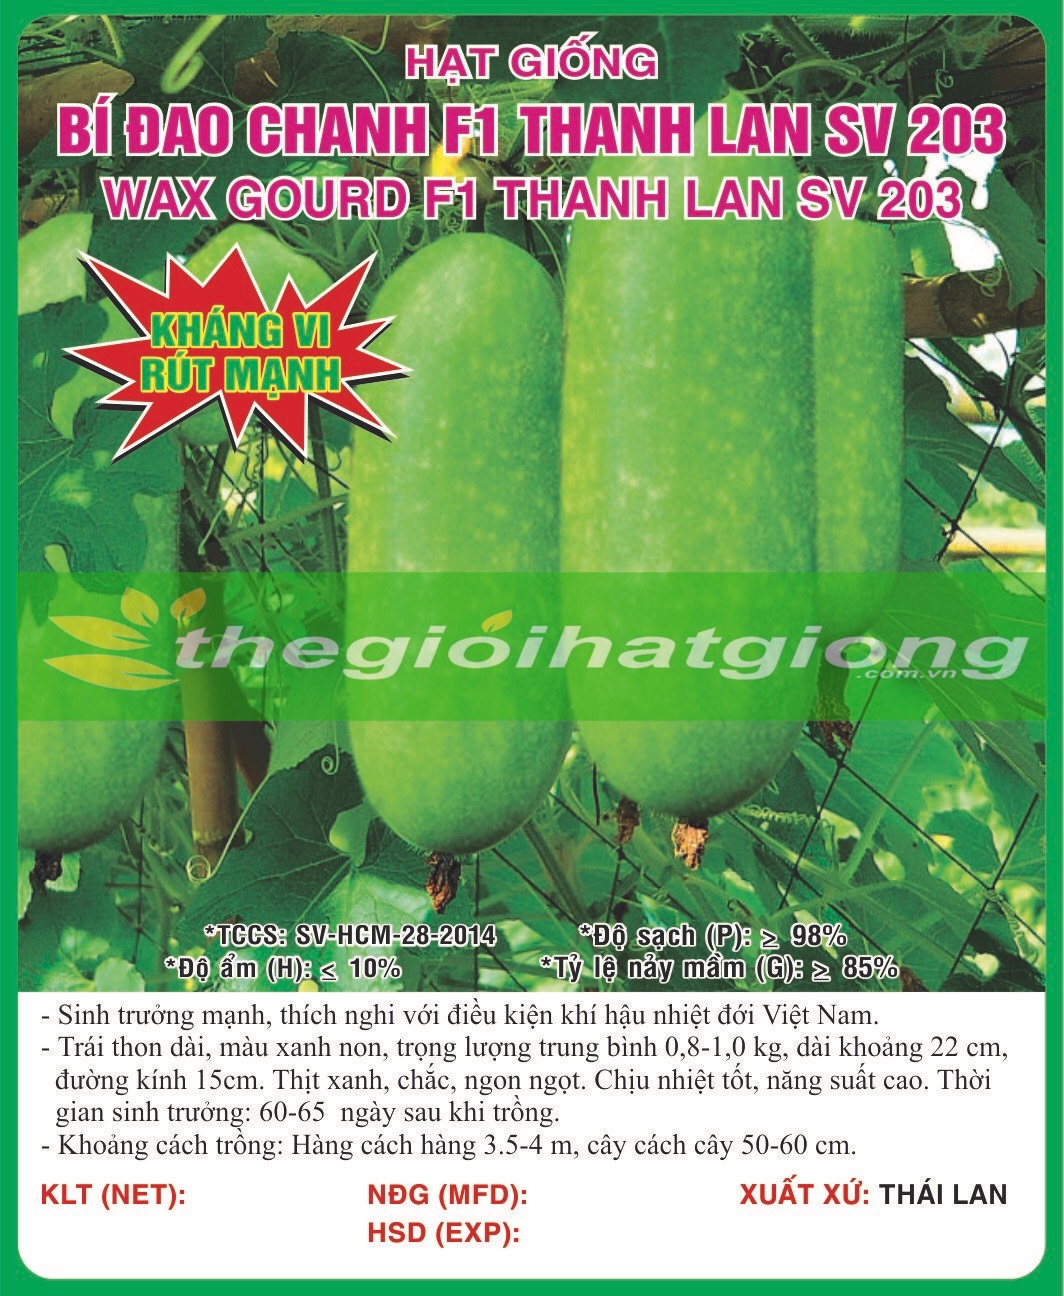 HẠT GIỐNG
BÍ ĐAO CHANH F1 THANH LAN SV 203
WAX GOURD F1 THANH LAN SV 203
KHÁNG VI
RÚT MẠNH
thegioihatgiong
.com.vn
*TCCS: SV-HCM-28-2014 *Độ sạch (P): ≥ 98%
*Độ ẩm (H): ≤ 10% *Tỷ lệ nảy mầm (G): ≥ 85%
- Sinh trưởng mạnh, thích nghi với điều kiện khí hậu nhiệt đới Việt Nam.
- Trái thon dài, màu xanh non, trọng lượng trung bình 0,8-1,0 kg, dài khoảng 22 cm,
đường kính 15cm. Thịt xanh, chắc, ngon ngọt. Chịu nhiệt tốt, năng suất cao. Thời
gian sinh trưởng: 60-65 ngày sau khi trồng.
- Khoảng cách trồng: Hàng cách hàng 3.5-4 m, cây cách cây 50-60 cm.
KLT (NET): NĐG (MFD): XUẤT XỨ: THÁI LAN
HSD (EXP):